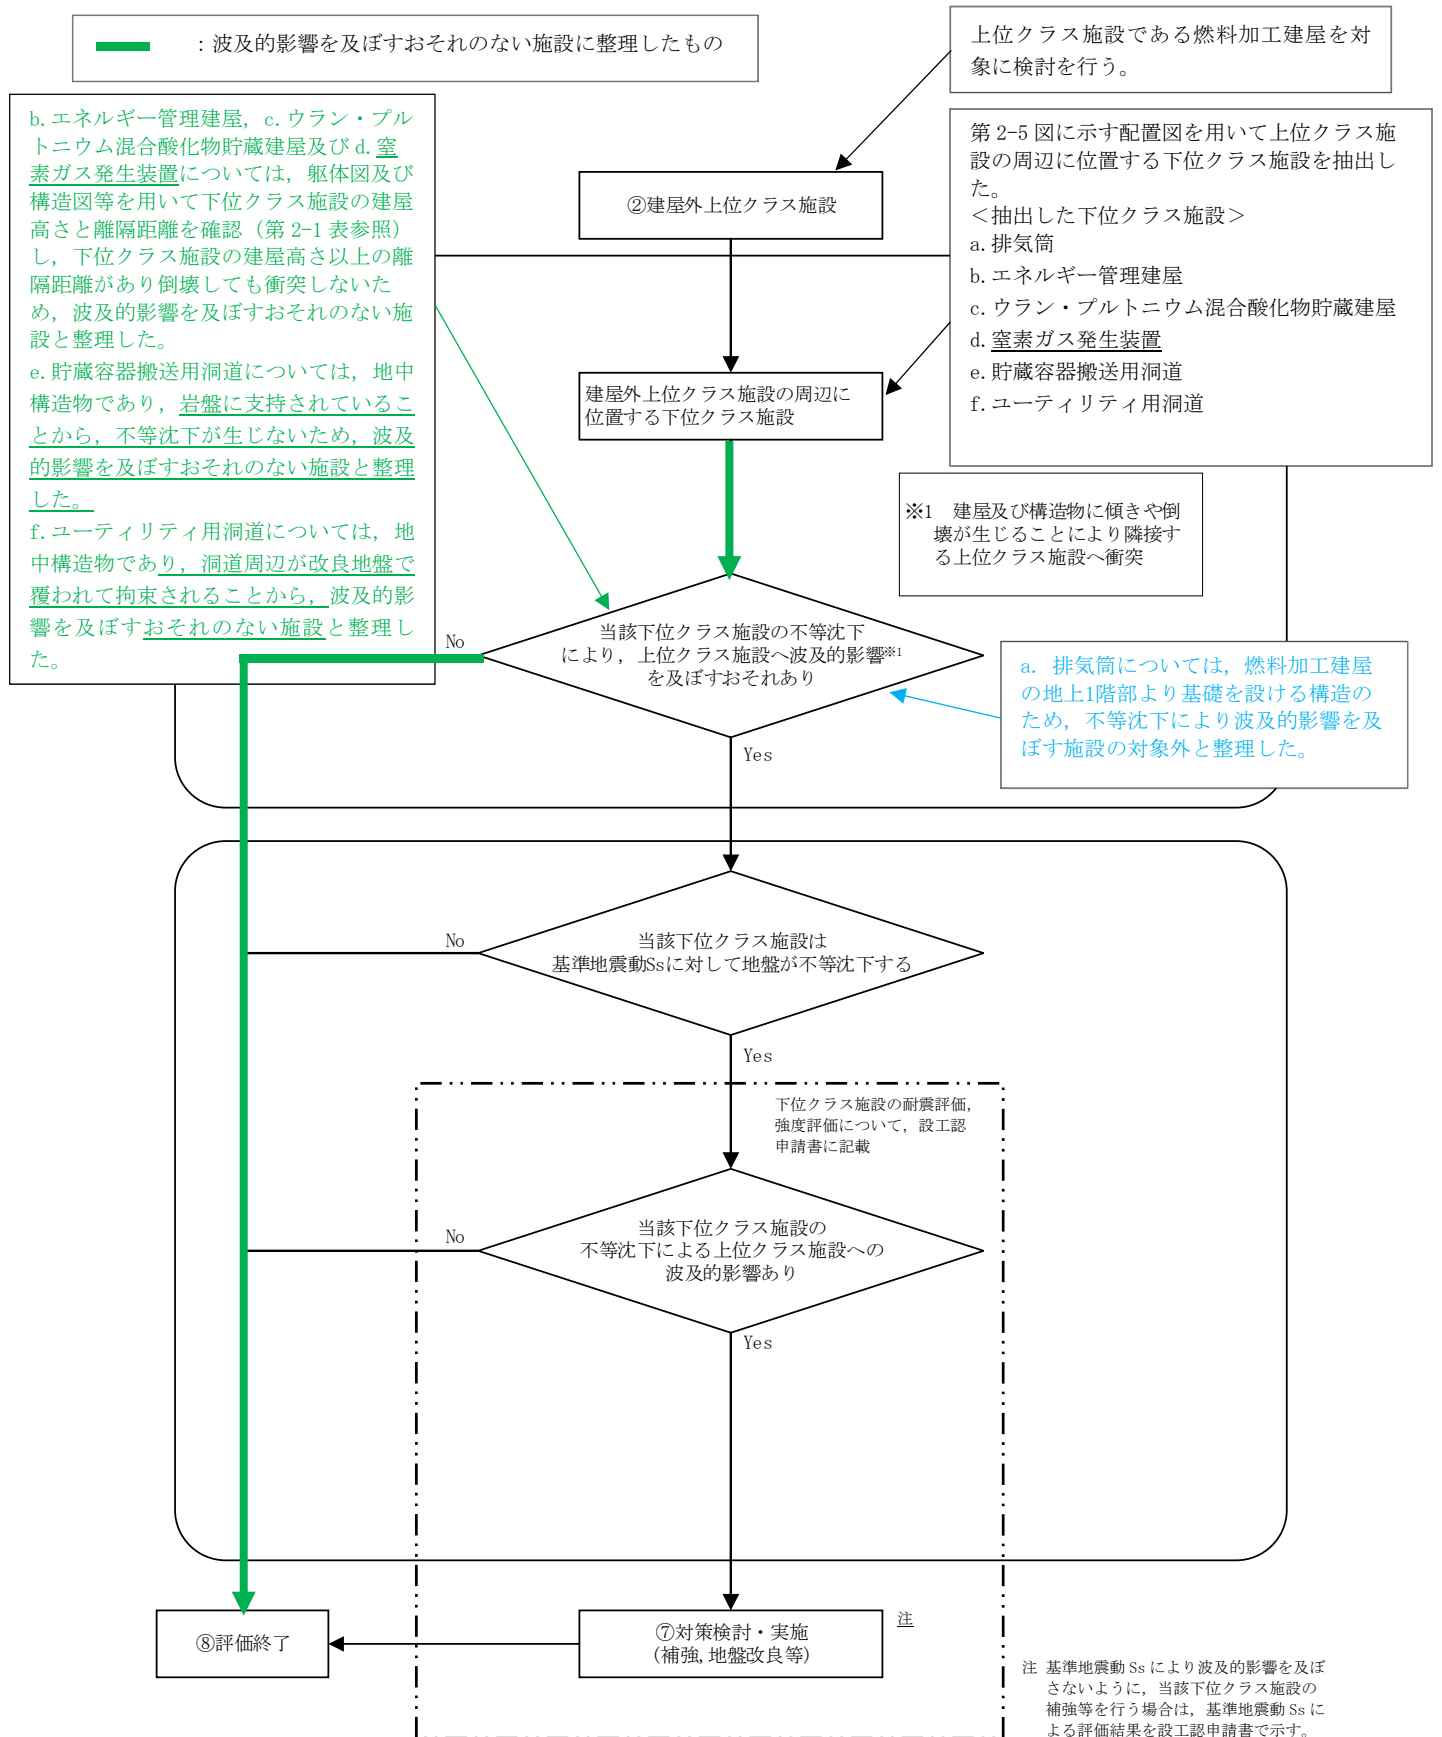 ：波及的影響を及ぼすおそれのない施設に整理したもの
上位クラス施設である燃料加工建屋を対
象に検討を行う。
b.エネルギー管理建屋，c.ウラン・プル
トニウム混合酸化物貯蔵建屋及び d.窒
素ガス発生装置については，躯体図及び
構造図等を用いて下位クラス施設の建屋
高さと離隔距離を確認（第 2-1 表参照）
し，下位クラス施設の建屋高さ以上の離
隔距離があり倒壊しても衝突しないた
め，波及的影響を及ぼすおそれのない施
設と整理した。
e.貯蔵容器搬送用洞道については，地中
構造物であり，岩盤に支持されているこ
とから，不等沈下が生じないため，波及
的影響を及ぼすおそれのない施設と整理
した。
f.ユーティリティ用洞道については，地
中構造物であり，洞道周辺が改良地盤で
覆われて拘束されることから，波及的影
響を及ぼすおそれのない施設と整理し
た。
②建屋外上位クラス施設
第 2-5 図に示す配置図を用いて上位クラス施
設の周辺に位置する下位クラス施設を抽出し
た。
＜抽出した下位クラス施設＞
a.排気筒
b.エネルギー管理建屋
c.ウラン・プルトニウム混合酸化物貯蔵建屋
d.窒素ガス発生装置
e.貯蔵容器搬送用洞道
f.ユーティリティ用洞道
建屋外上位クラス施設の周辺に
位置する下位クラス施設
※1　建屋及び構造物に傾きや倒
壊が生じることにより隣接す
る上位クラス施設へ衝突
当該下位クラス施設の不等沈下
により，上位クラス施設へ波及的影響※1
を及ぼすおそれあり
No
Yes
a. 排気筒については，燃料加工建屋
の地上1階部より基礎を設ける構造の
ため，不等沈下により波及的影響を及
ぼす施設の対象外と整理した。
当該下位クラス施設は
基準地震動Ssに対して地盤が不等沈下する
No
Yes
下位クラス施設の耐震評価，
強度評価について，設工認
申請書に記載
当該下位クラス施設の
不等沈下による上位クラス施設への
波及的影響あり
No
Yes
⑧評価終了
⑦対策検討・実施
(補強,地盤改良等)
注
注 基準地震動 Ss により波及的影響を及ぼ
さないように，当該下位クラス施設の
補強等を行う場合は，基準地震動 Ss に
よる評価結果を設工認申請書で示す。